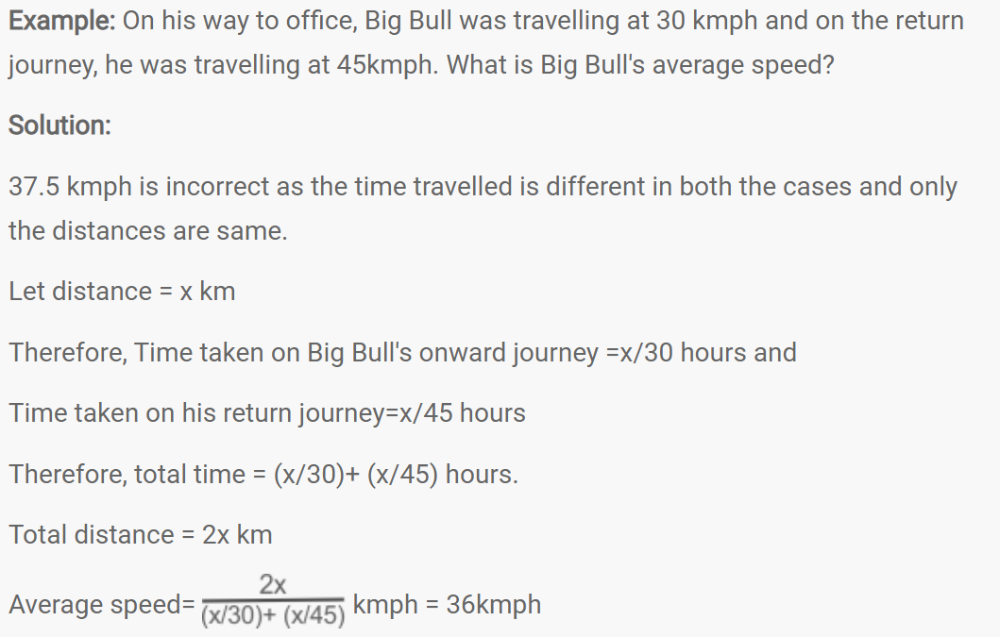 Example: On his way to office, Big Bull was travelling at 30 kmph and on the return
journey, he was travelling at 45kmph. What is Big Bull's average speed?
Solution:
37.5 kmph is incorrect as the time travelled is different in both the cases and only
the distances are same.
Let distance = x km
Therefore, Time taken on Big Bull's onward journey =x/30 hours and
Time taken on his return journey=x/45 hours
Therefore, total time = (x/30)+ (x/45) hours.
Total distance = 2x km
2x
Average speed= (x/30)+ (x/45) kmph = 36kmph